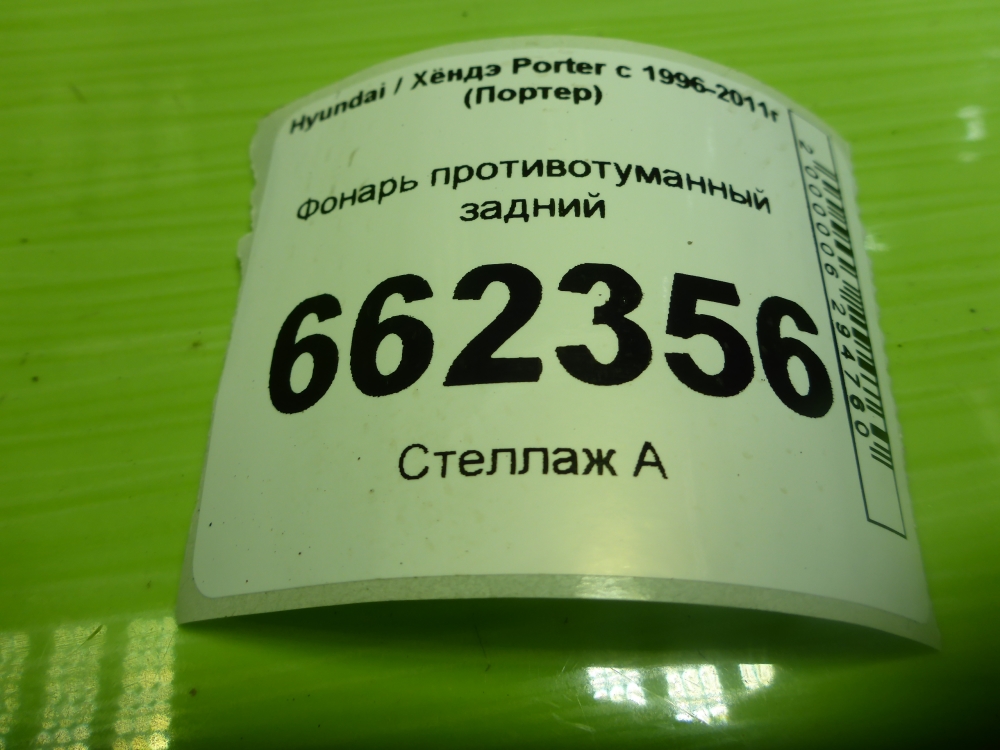 Hyundai / Хёндэ Porter с 1996-2011г
(Портер)
Фонарь противотуманный
задний
662356
Стеллаж А
2000006294760